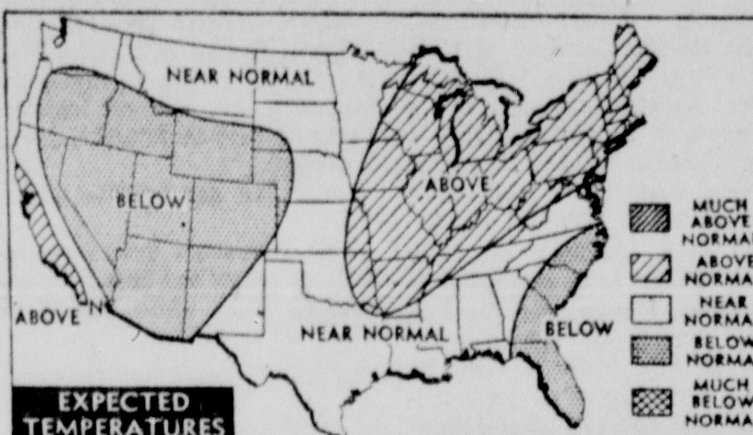 NEAR NORMAL
BELOW
ABOVE
ABOVE
N
NEAR NORMAL
BELOW
EXPECTED
TEMPERATURES
MUCH
ABOVE
NORMAL
ABOVE
NORMAL
NEAR
NORMAL
BELOW
NORMAL
MUCH
BELOW
NORMAL